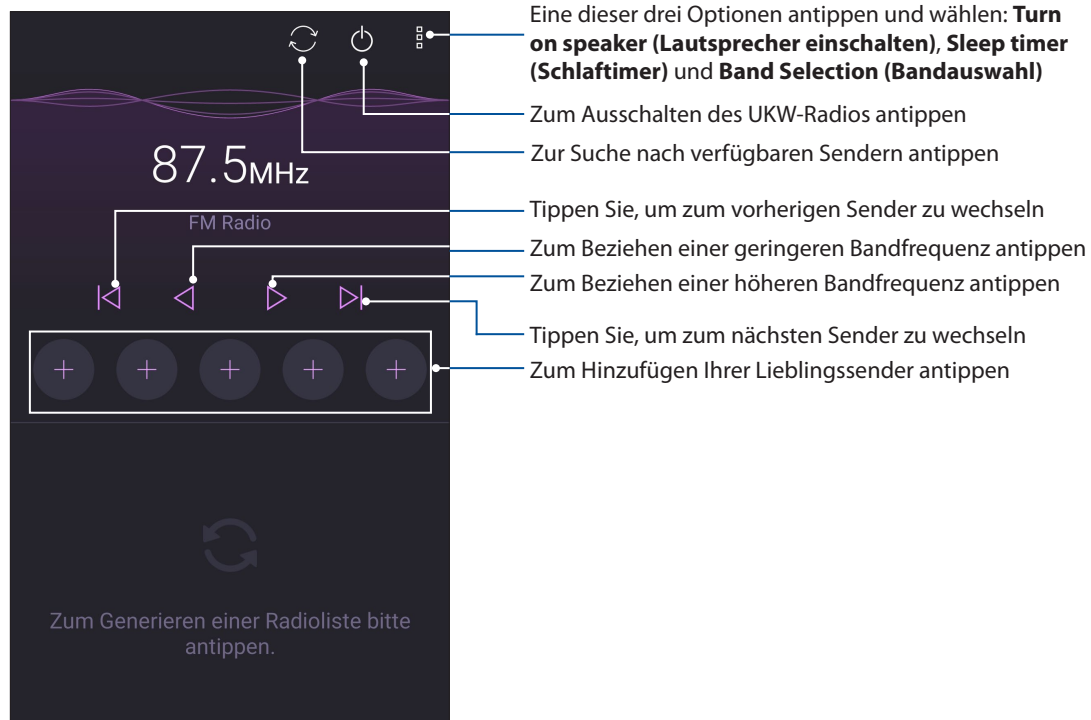 Eine dieser drei Optionen antippen und wählen: Turn
on speaker (Lautsprecher einschalten), Sleep timer
(Schlaftimer) und Band Selection (Bandauswahl)
Zum Ausschalten des UKW-Radios antippen
Zur Suche nach verfügbaren Sendern antippen
87.5MHz
FM Radio
Tippen Sie, um zum vorherigen Sender zu wechseln
Zum Beziehen einer geringeren Bandfrequenz antippen
Zum Beziehen einer höheren Bandfrequenz antippen
Tippen Sie, um zum nächsten Sender zu wechseln
Zum Hinzufügen Ihrer Lieblingssender antippen
Zum Generieren einer Radioliste bitte
antippen.